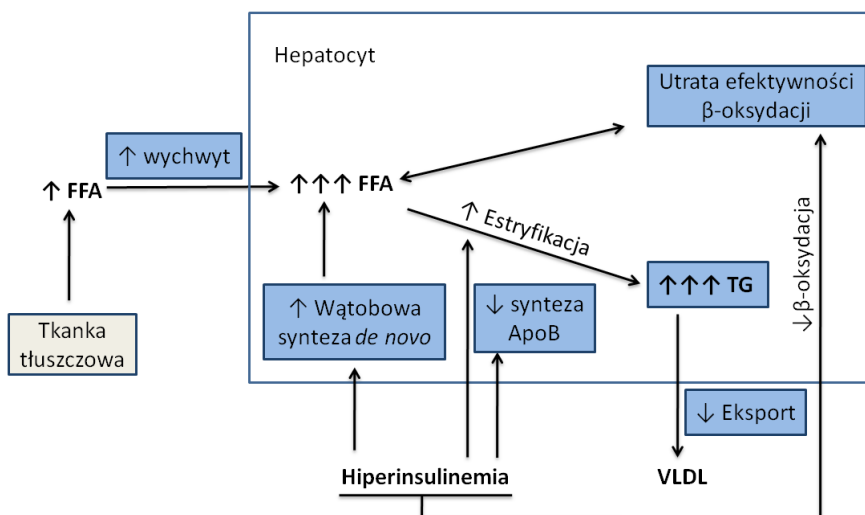 Hepatocyt
Utrata efektywności
β-oksydacji
↑ wychwyt
↑ FFA
↑ ↑ ↑ FFA
↑ Estryfikacja
↓ β-oksydacja
↑ ↑ ↑ TG
↑ Wątobowa
synteza de novo
↓ synteza
ApoB
Tkanka
tłuszczowa
↓ Eksport
Hiperinsulinemia
VLDL